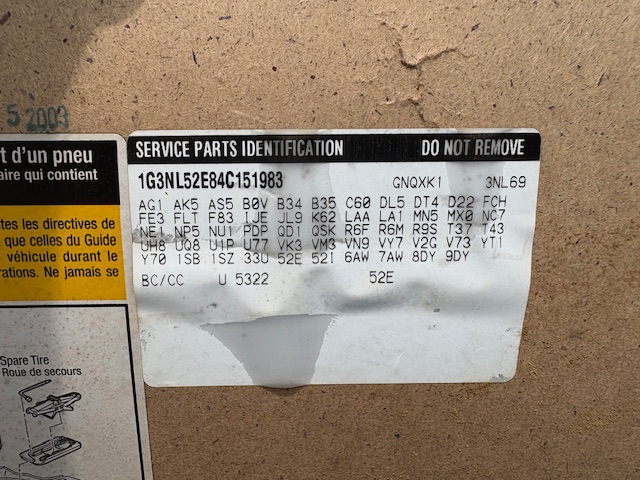 5 2003
t d'un pneu
aire qui contient
tes les directives de
que celles du Guide
véhicule durant le
rations. Ne jamais se
Spare Tire
Roue de secours
SERVICE PARTS IDENTIFICATION DO NOT REMOVE
1G3NL52E84C151983 GNQXK1 3NL69
AG1 AK5 AS5 B0V B34 B35 C60 DL5 DT4 D22 FCH
FE3 FLT F83 IJE JL9 K62 LAA LA1 MN5 MX0 NC7
NE1 NP5 NU1 PDP QD1 QSK R6F R6M R9S T37 T43
UH8 UQ8 U1P U77 VK3 VM3 VN9 VY7 V2G V73 YT1
Y70 1SB 1SZ 33U 52E 52I 6AW 7AW 8DY 9DY
BC/CC U 5322 52E